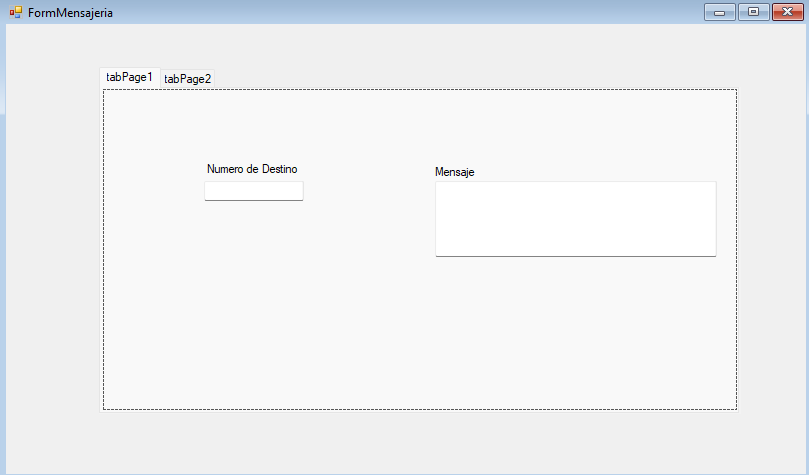 FormMensajeria
tabPage1
tabPage2
Numero de Destino
Mensaje